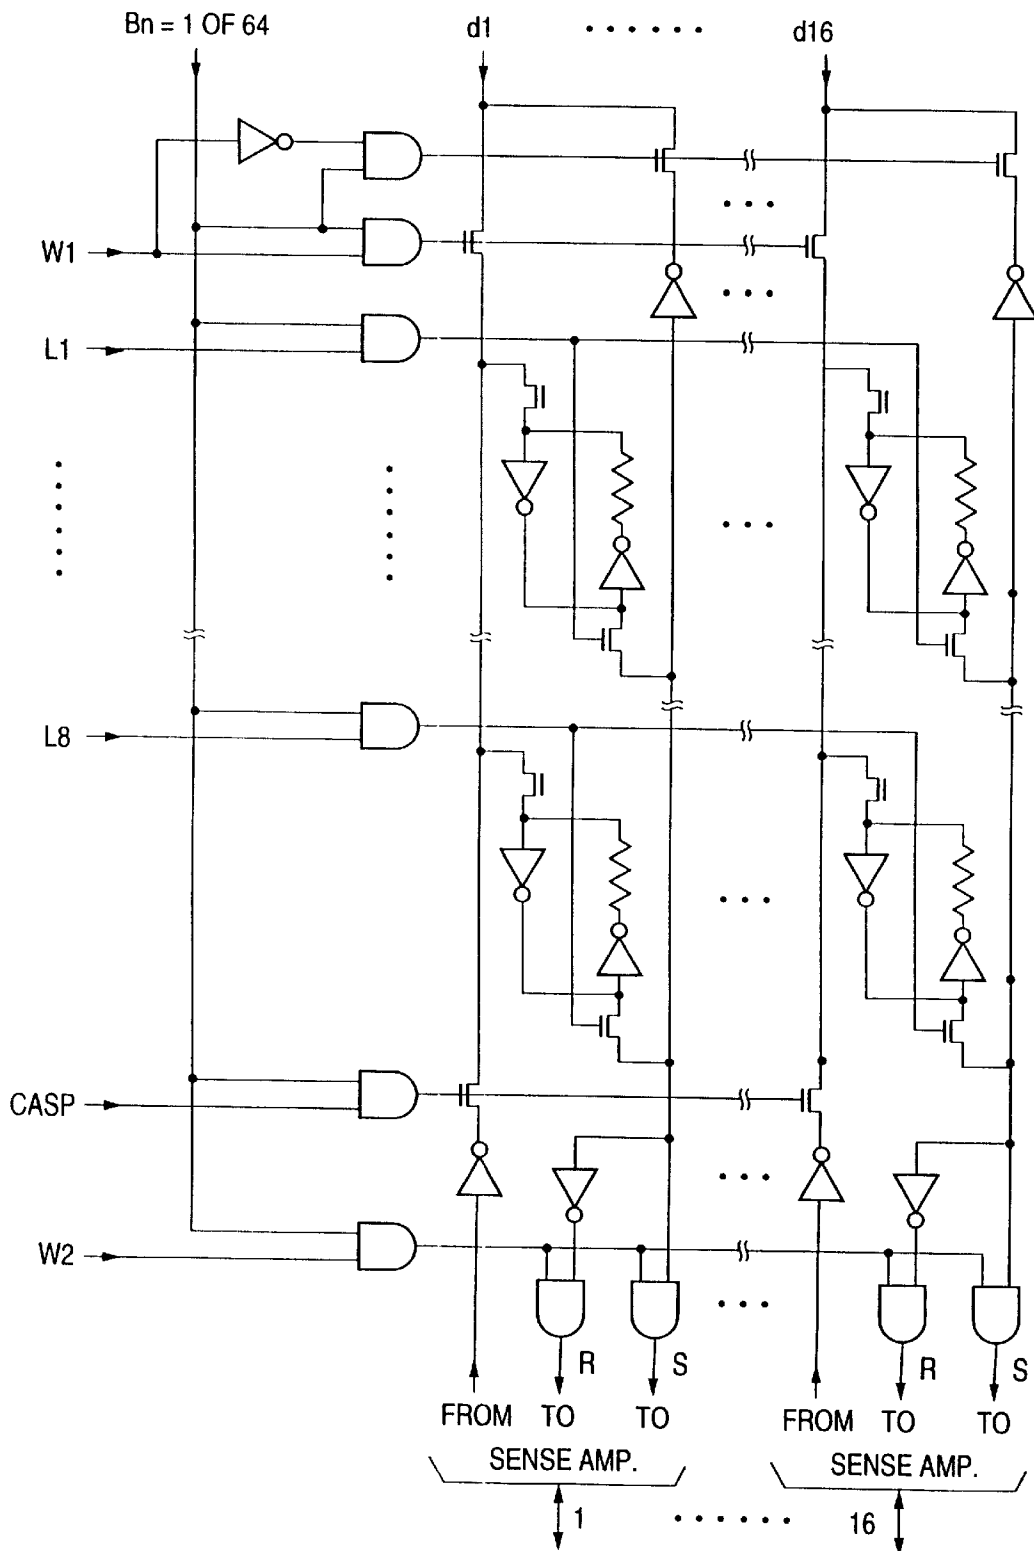 Bn = 1 OF 64
d1
d16
W1
L1
L8
CASP
W2
R
S
R
S
FROM TO TO
FROM TO TO
SENSE AMP.
SENSE AMP.
1
16